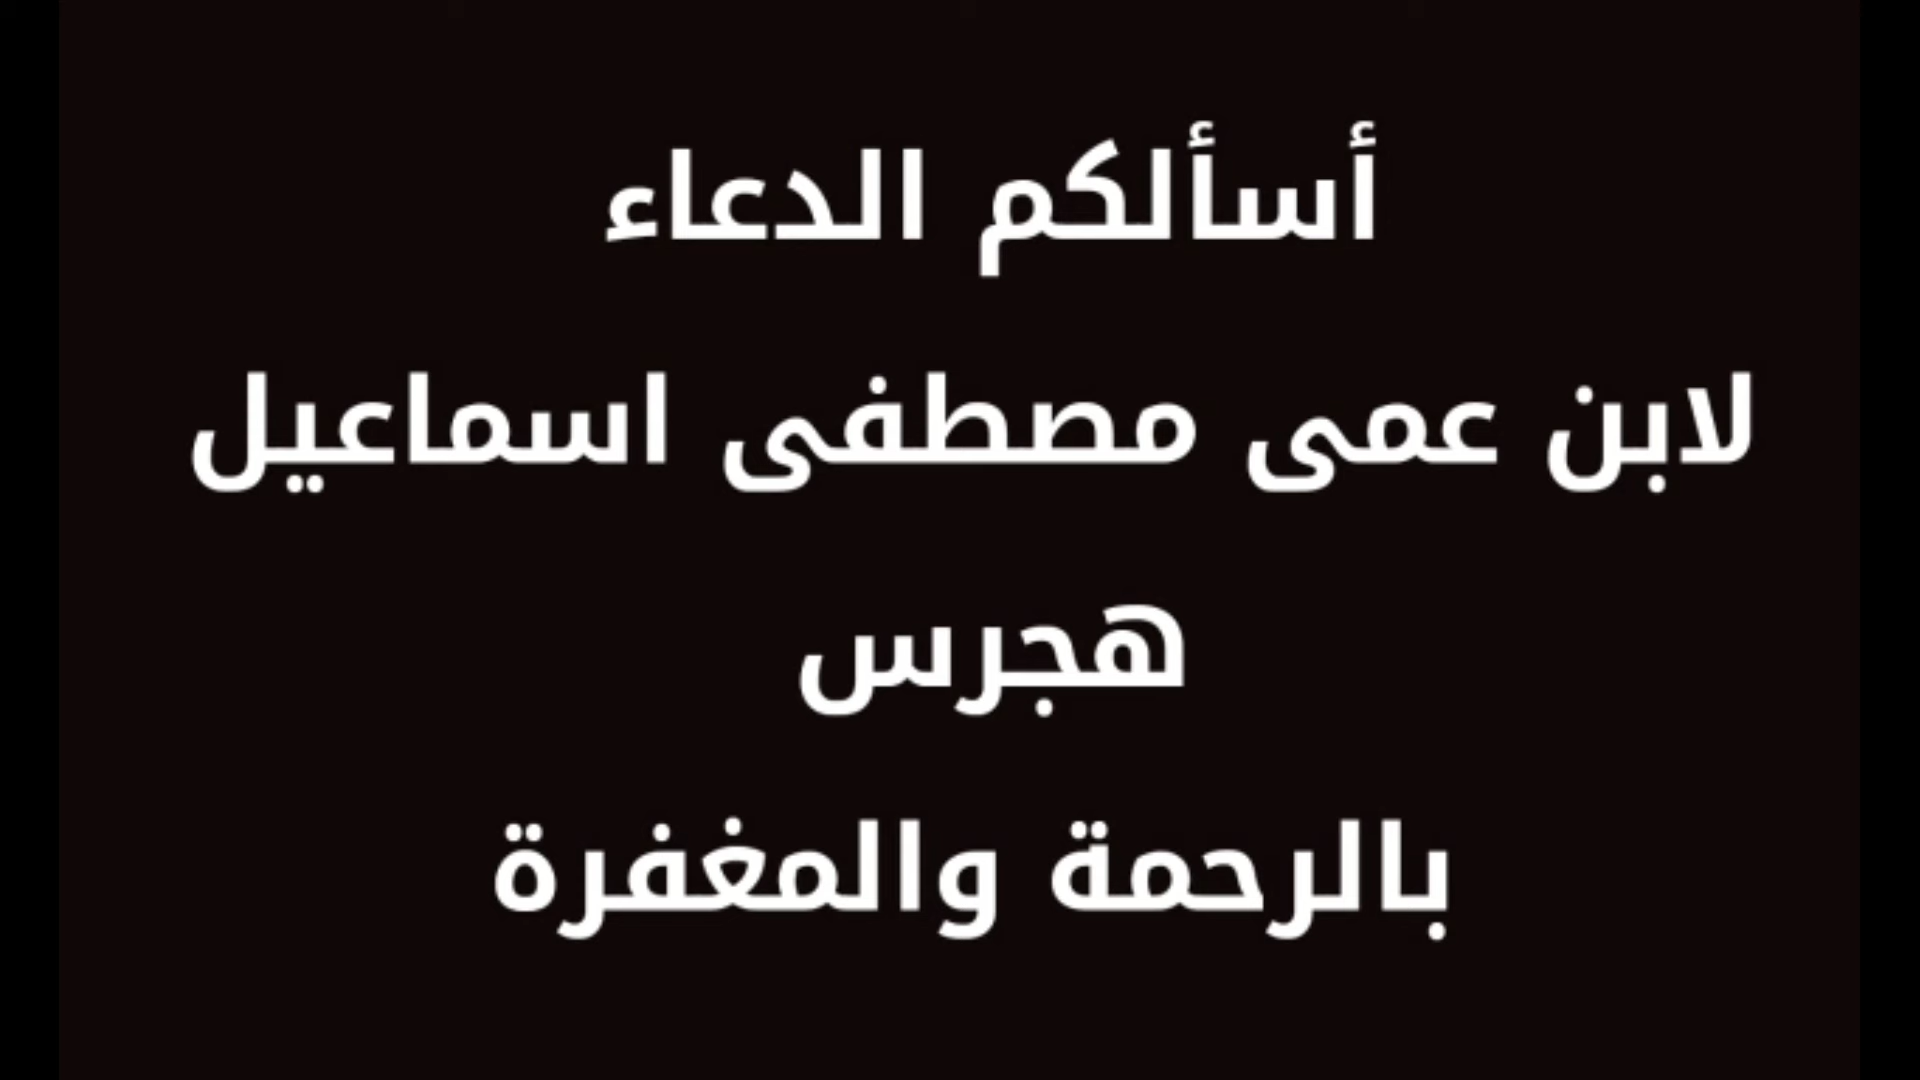 أسألكم الدعاء
لابن عمى مصطفى اسماعيل
هجرس
بالرحمة والمغفرة